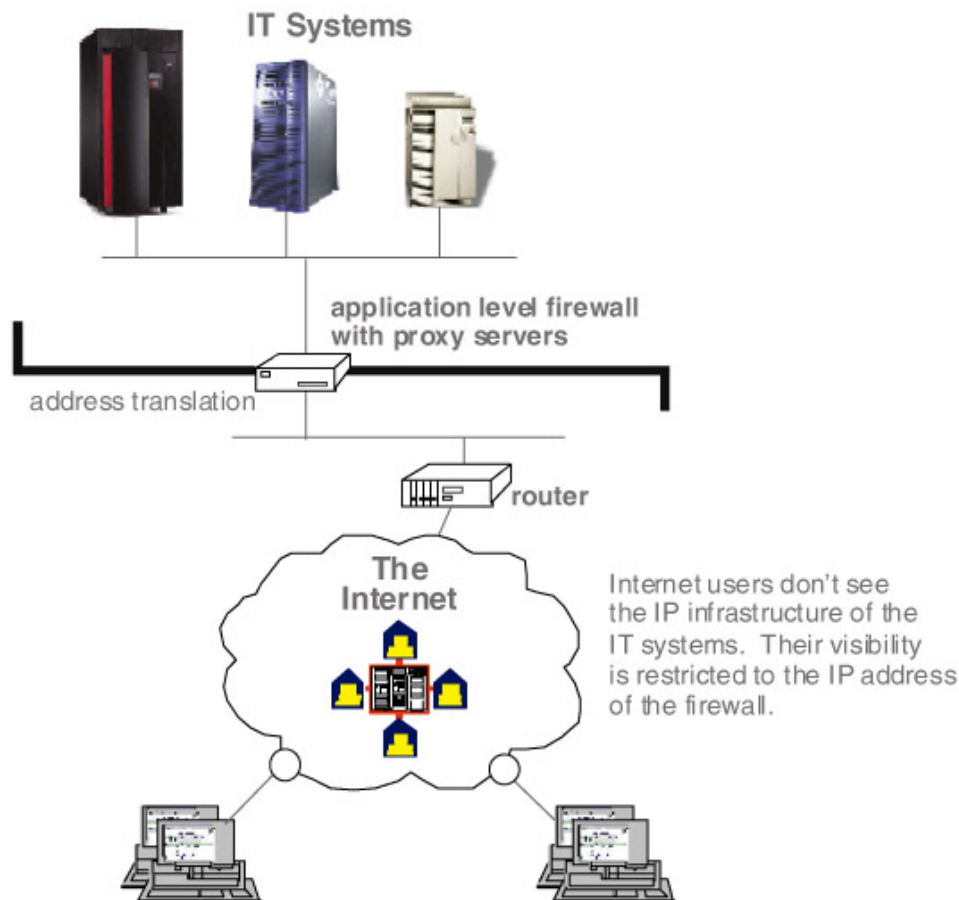 IT Systems
application level firewall
with proxy servers
address translation
router
The
Internet
Internet users don't see
the IP infrastructure of the
IT systems. Their visibility
is restricted to the IP address
of the firewall.